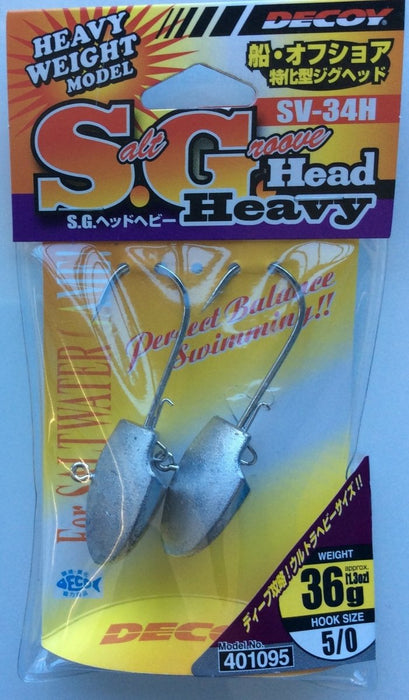 HEAVY
WEIGHT
MODEL
DECOY
船・オフショア
特化型ジグヘッド
SV-34H
Salt Groove
Head
S.G.ヘッドヘビー
Heavy
Perfect Balance
Swimming!!
For SALTWATER
ディープ攻略!ウルトラヘビーサイズ!!
WEIGHT
36g
approx.
[1.3oz]
HOOK SIZE
5/0
DECOY
Model.No.
401095